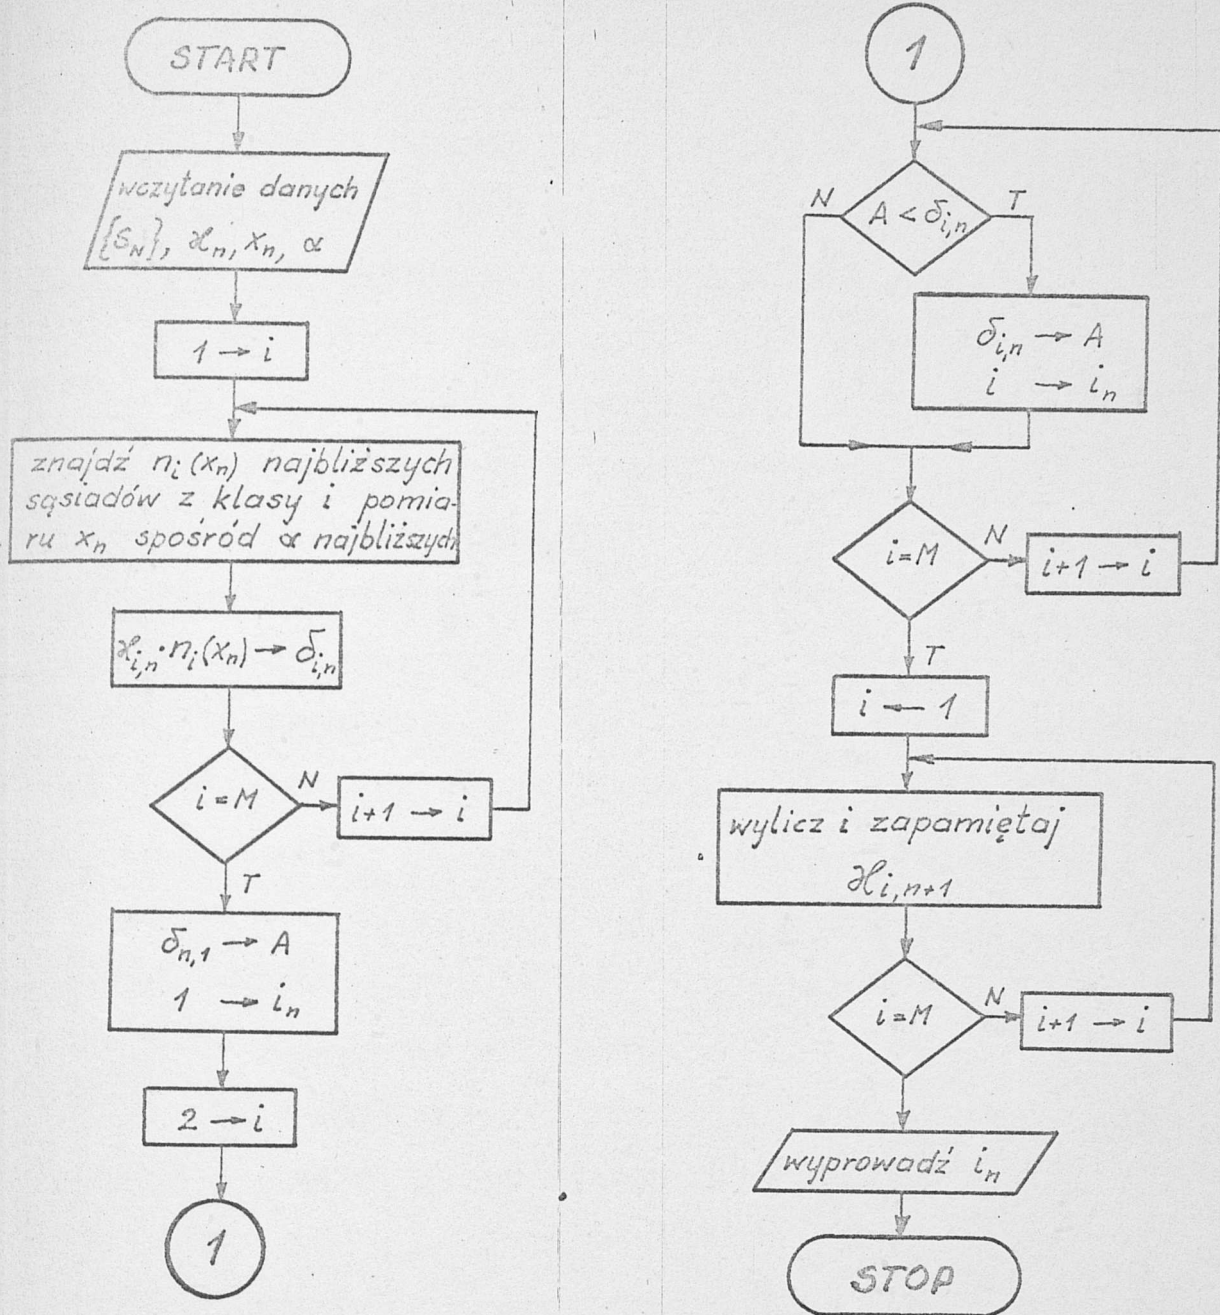 START
wczytanie danych
{S_N}, ϰ_n, x_n, α
1 → i
znajdź n_i(x_n) najbliższych
sąsiadów z klasy i pomia-
ru x_n spośród α najbliższych
ϰ_i,n · n_i(x_n) → δ_i,n
i = M
N
i+1 → i
T
δ_n,1 → A
1 → i_n
2 → i
1
1
N
A < δ_i,n
T
δ_i,n → A
i → i_n
i=M
N
i+1 → i
T
i ← 1
wylicz i zapamiętaj
ϰ_i,n+1
i=M
N
i+1 → i
wyprowadź i_n
STOP